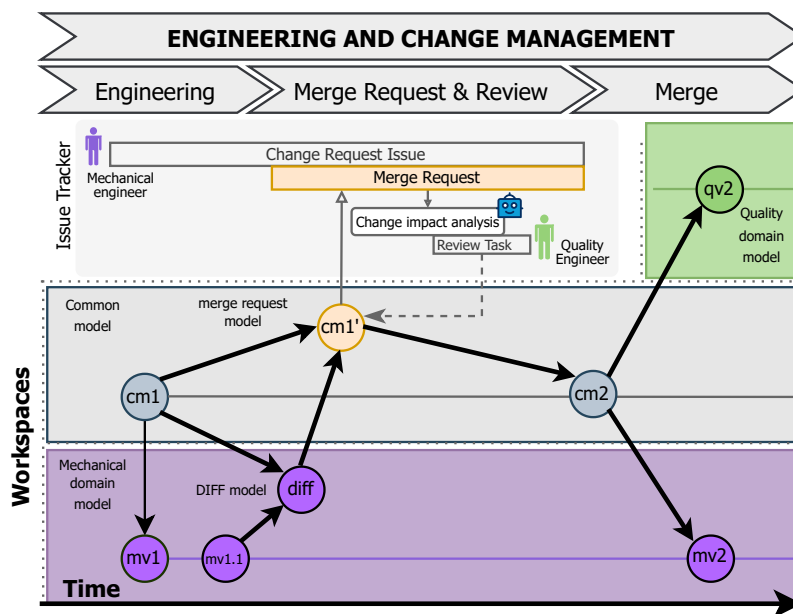 ENGINEERING AND CHANGE MANAGEMENT
Engineering
Merge Request & Review
Merge
Issue Tracker
Mechanical
engineer
Change Request Issue
Merge Request
Change impact analysis
Review Task
Quality
Engineer
qv2
Quality
domain
model
Workspaces
Common
model
merge request
model
cm1'
cm1
cm2
Mechanical
domain
model
DIFF model
diff
mv1
mv1.1
mv2
Time